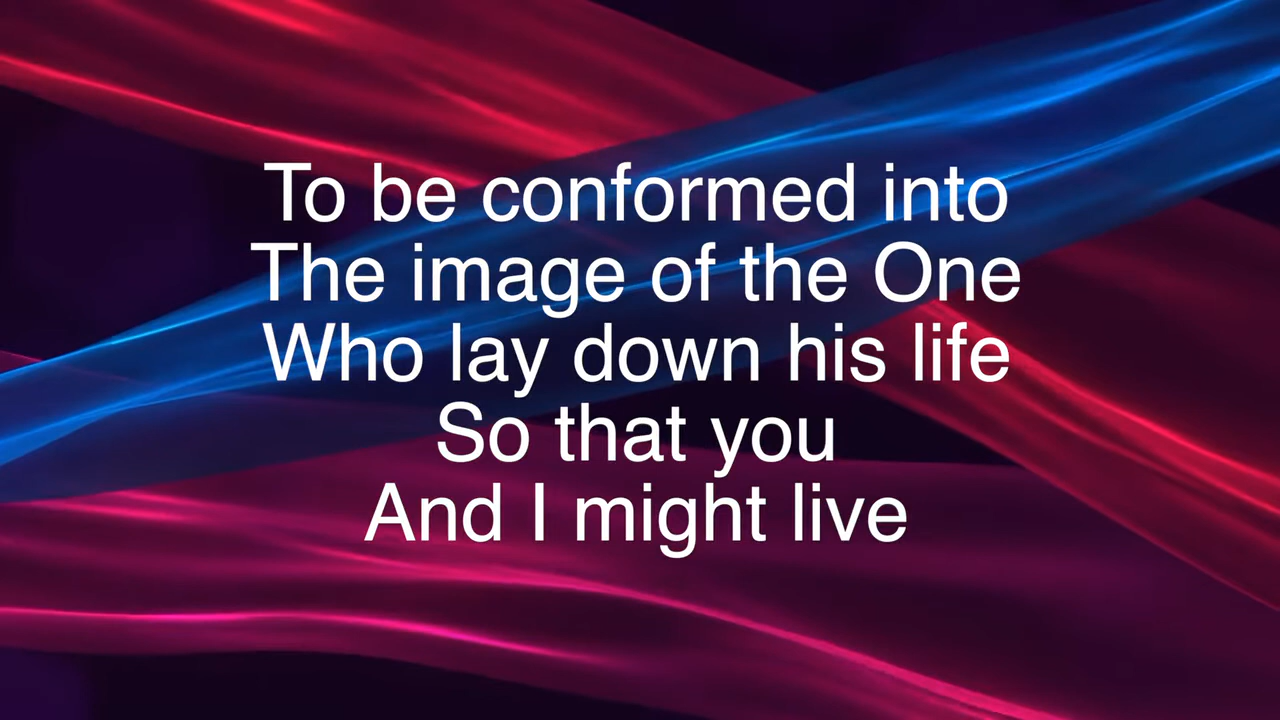 To be conformed into
The image of the One
Who lay down his life
So that you
And I might live